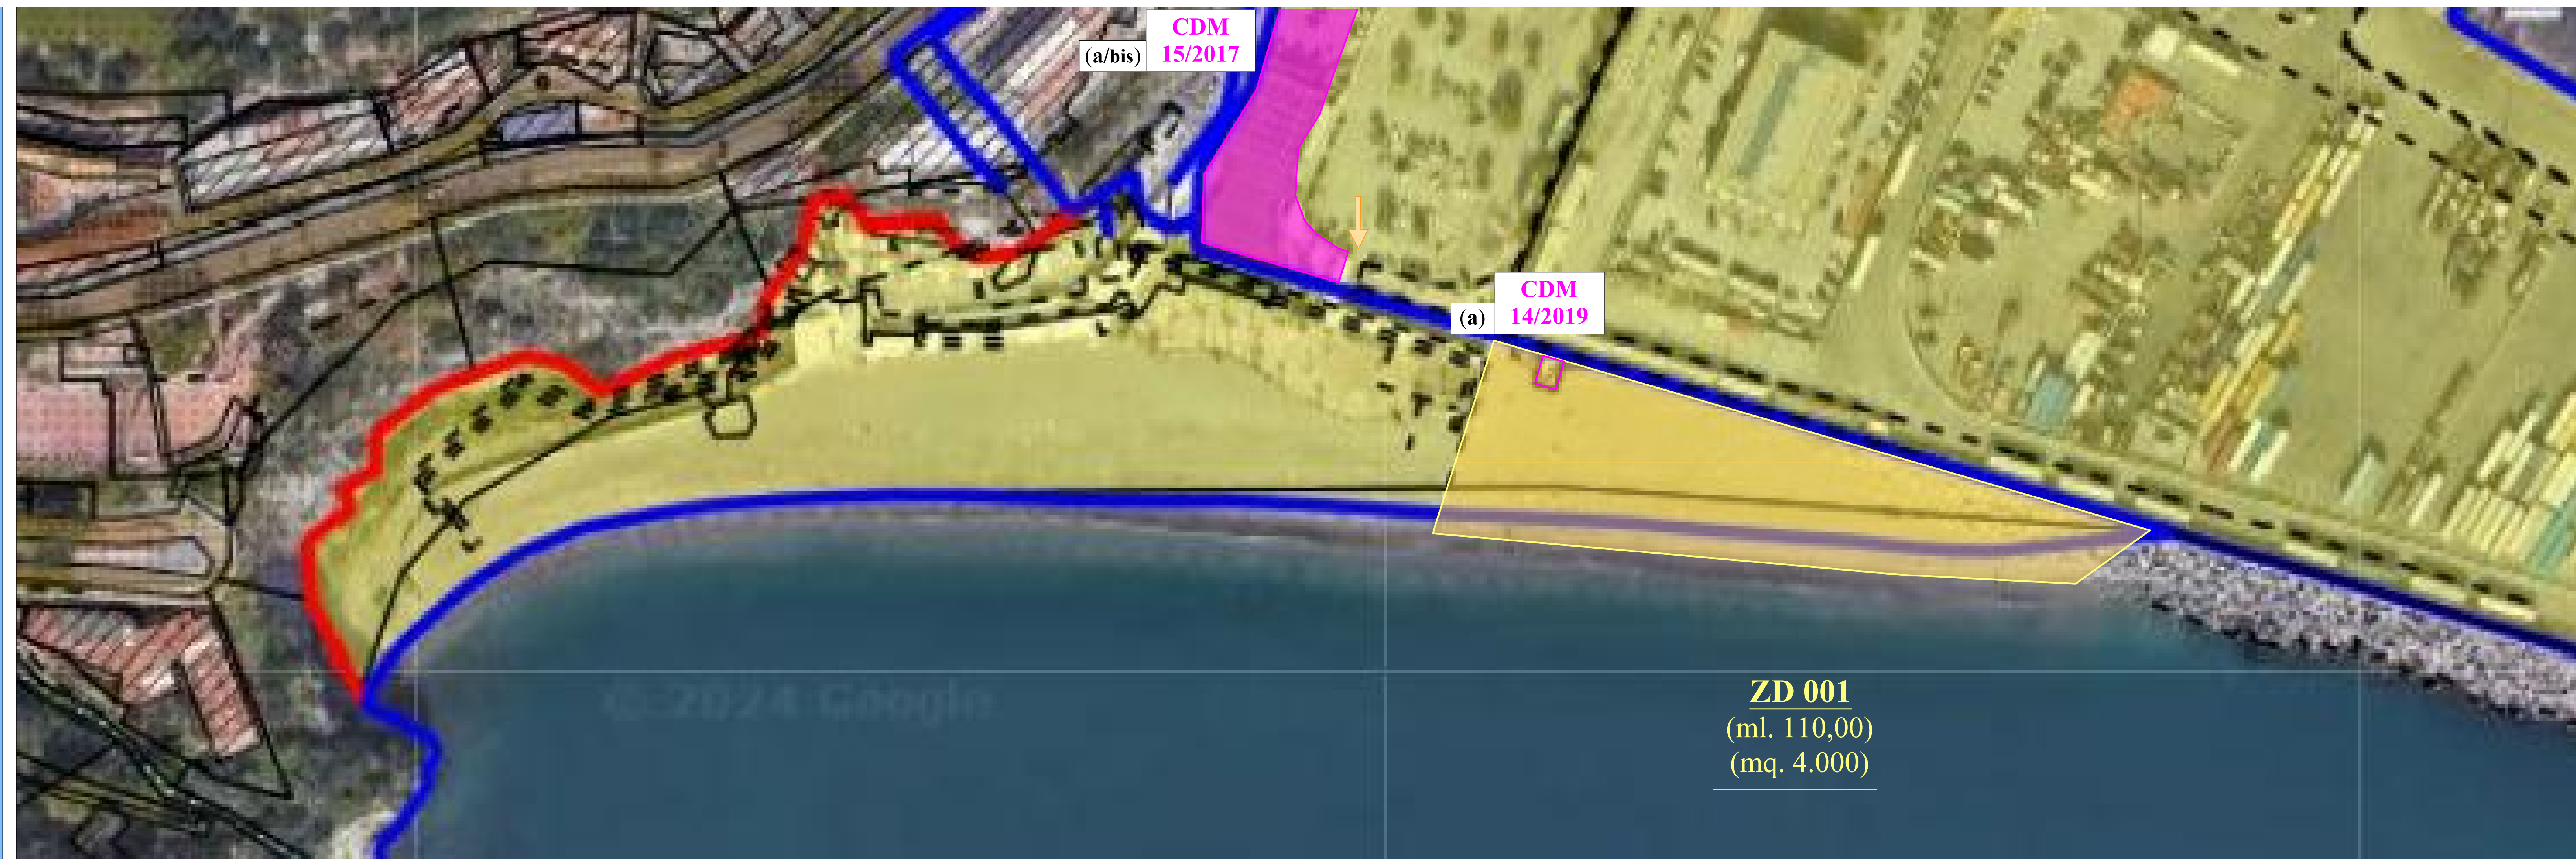 CDM
15/2017
(a/bis)
CDM
14/2019
(a)
© 2024 Google
ZD 001
(ml. 110,00)
(mq. 4.000)